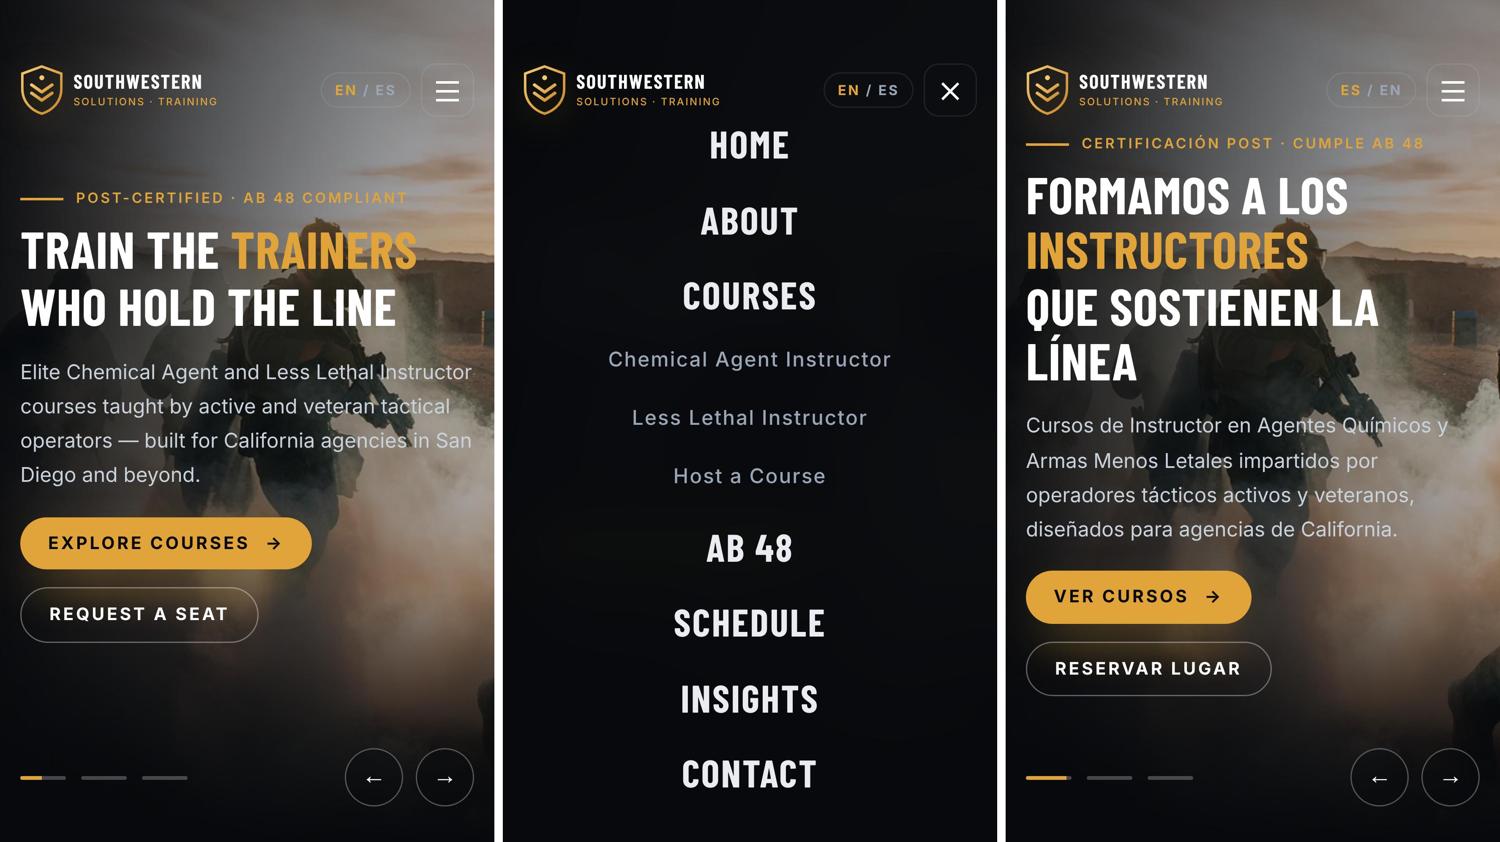 SOUTHWESTERN
SOLUTIONS · TRAINING
EN / ES
POST-CERTIFIED · AB 48 COMPLIANT
TRAIN THE TRAINERS
WHO HOLD THE LINE
Elite Chemical Agent and Less Lethal Instructor
courses taught by active and veteran tactical
operators — built for California agencies in San
Diego and beyond.
EXPLORE COURSES →
REQUEST A SEAT
← →
SOUTHWESTERN
SOLUTIONS · TRAINING
EN / ES
HOME
ABOUT
COURSES
Chemical Agent Instructor
Less Lethal Instructor
Host a Course
AB 48
SCHEDULE
INSIGHTS
CONTACT
SOUTHWESTERN
SOLUTIONS · TRAINING
ES / EN
CERTIFICACIÓN POST · CUMPLE AB 48
FORMAMOS A LOS
INSTRUCTORES
QUE SOSTIENEN LA
LÍNEA
Cursos de Instructor en Agentes Químicos y
Armas Menos Letales impartidos por
operadores tácticos activos y veteranos,
diseñados para agencias de California.
VER CURSOS →
RESERVAR LUGAR
← →